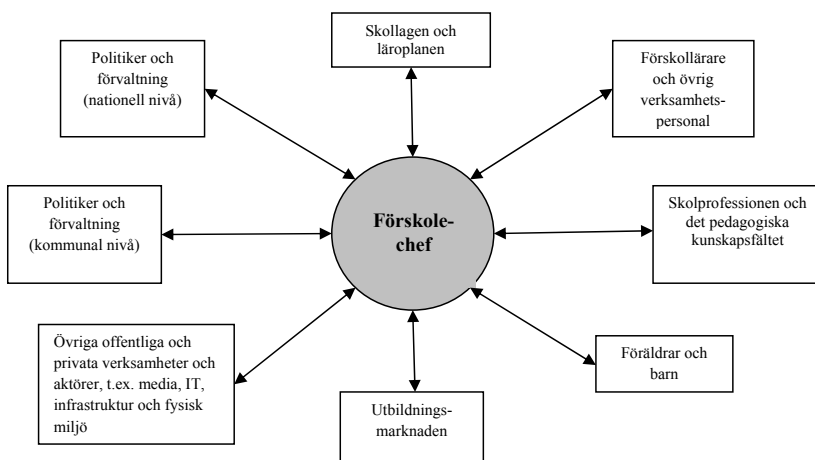 Skollagen och
läroplanen
Politiker och
förvaltning
(nationell nivå)
Förskollärare
och övrig
verksamhets-
personal
Politiker och
förvaltning
(kommunal nivå)
Förskole-
chef
Skolprofessionen och
det pedagogiska
kunskapsfältet
Övriga offentliga och
privata verksamheter och
aktörer, t.ex. media, IT,
infrastruktur och fysisk
miljö
Utbildnings-
marknaden
Föräldrar och
barn